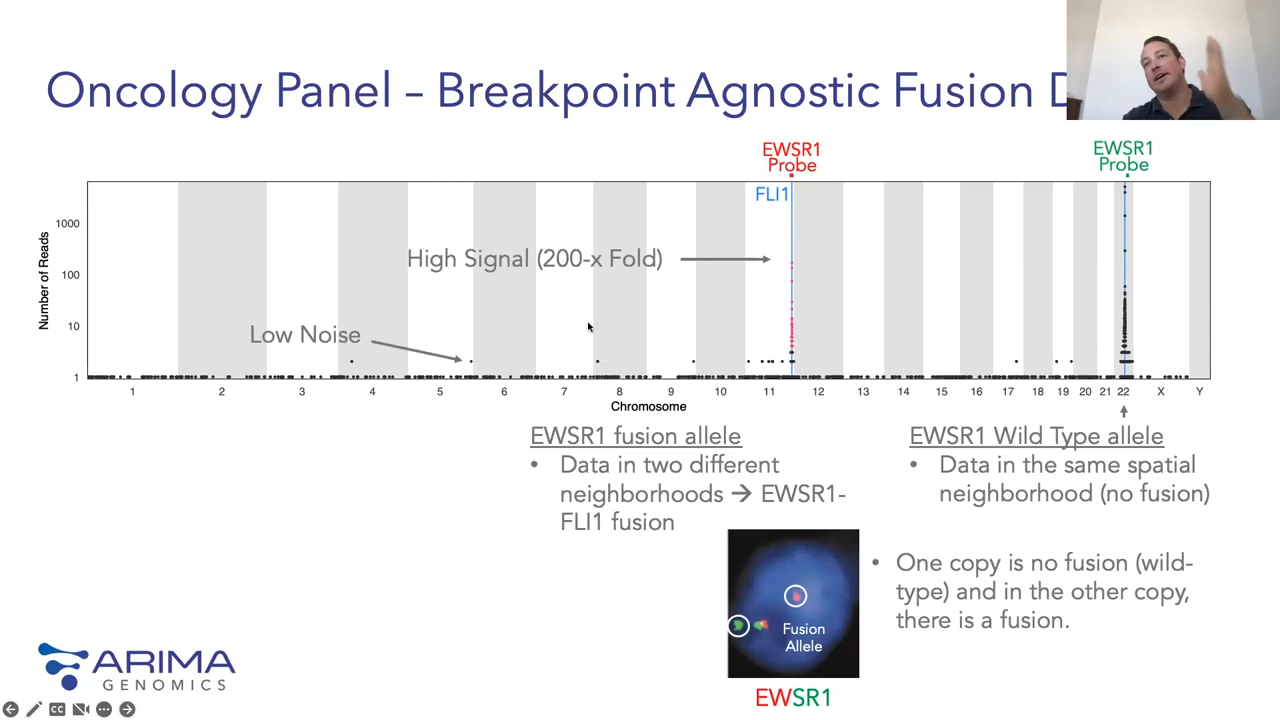 Oncology Panel – Breakpoint Agnostic Fusion D
EWSR1
Probe
EWSR1
Probe
FLI1
High Signal (200-x Fold)
Low Noise
Number of Reads
1000
100
10
1
1 2 3 4 5 6 7 8 9 10 11 12 13 14 15 16 17 18 19 20 21 22 X Y
Chromosome
EWSR1 fusion allele
• Data in two different
neighborhoods → EWSR1-
FLI1 fusion
EWSR1 Wild Type allele
• Data in the same spatial
neighborhood (no fusion)
• One copy is no fusion (wild-
type) and in the other copy,
there is a fusion.
Fusion
Allele
EWSR1
ARIMA
GENOMICS
CC